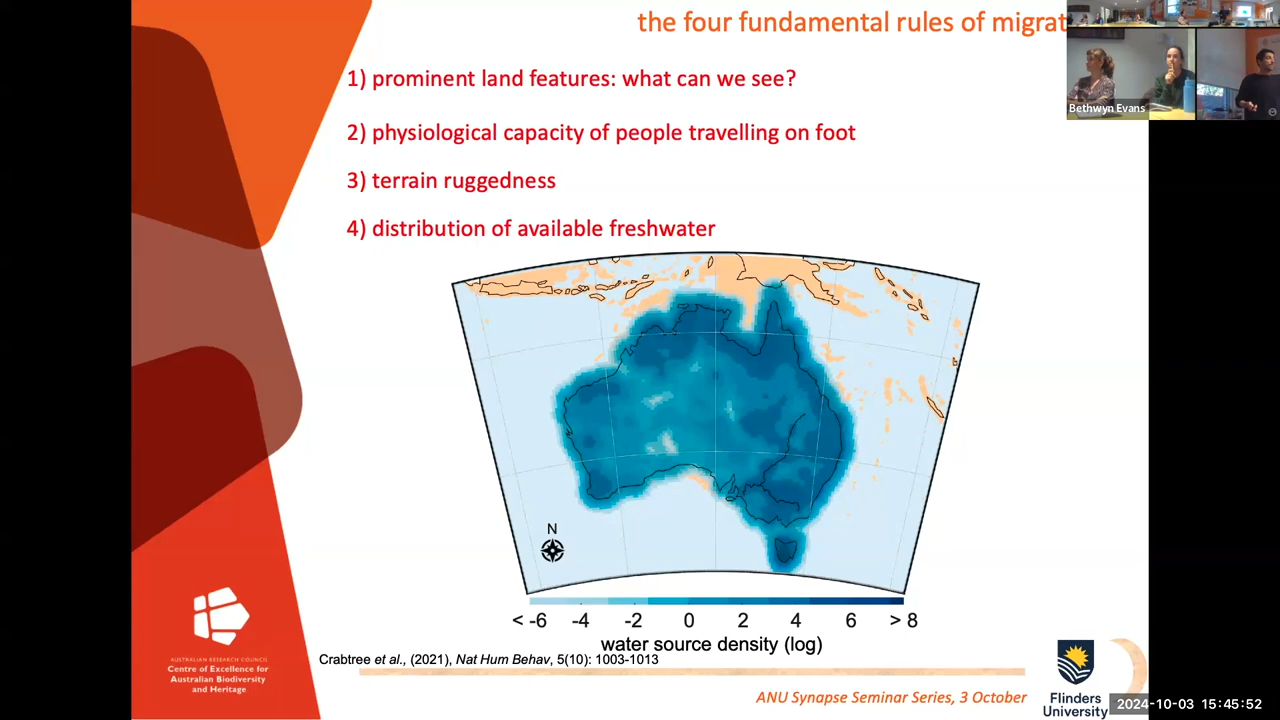 the four fundamental rules of migrat
1) prominent land features: what can we see?
Bethwyn Evans
2) physiological capacity of people travelling on foot
3) terrain ruggedness
4) distribution of available freshwater
N
< -6 -4 -2 0 2 4 6 > 8
water source density (log)
Crabtree et al., (2021), Nat Hum Behav, 5(10): 1003-1013
AUSTRALIAN RESEARCH COUNCIL
Centre of Excellence for
Australian Biodiversity
and Heritage
ANU Synapse Seminar Series, 3 October
Flinders
University
2024-10-03 15:45:52